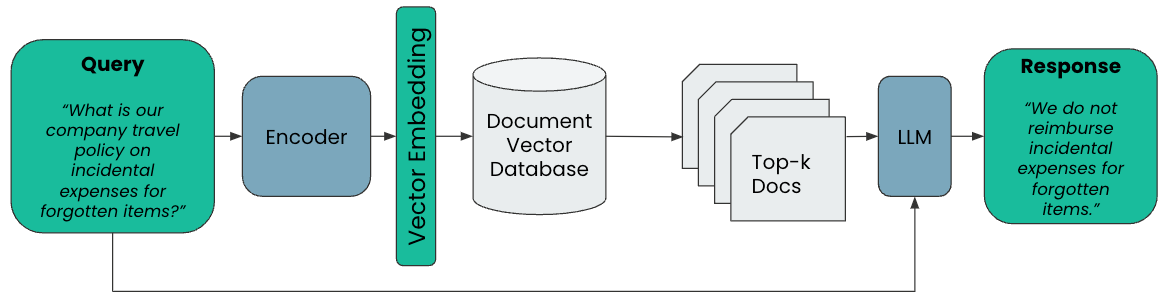 Query
“What is our
company travel
policy on
incidental
expenses for
forgotten items?”
Encoder
Vector Embedding
Document
Vector
Database
Top-k
Docs
LLM
Response
“We do not
reimburse
incidental
expenses for
forgotten
items.”